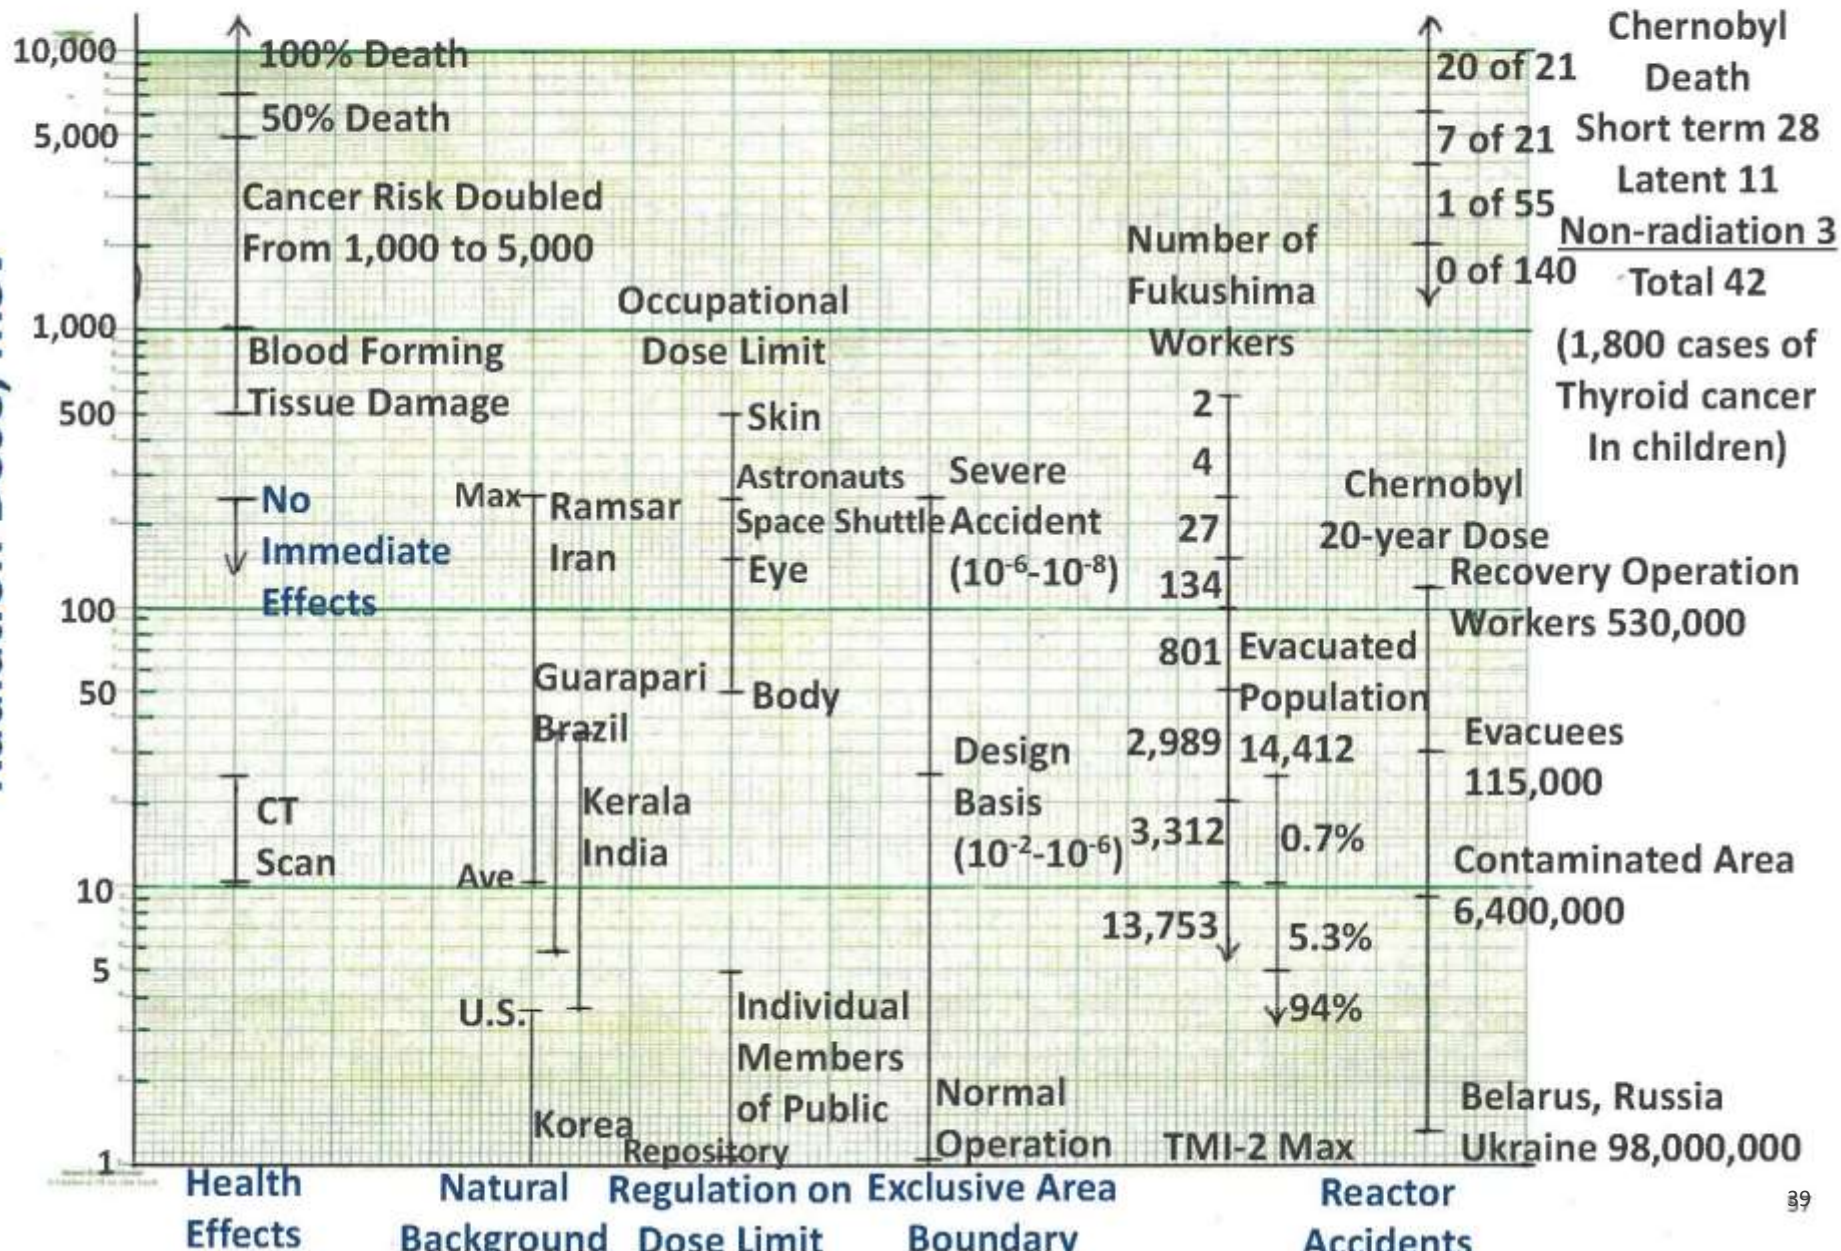 10,000
5,000
1,000
500
100
50
10
5
1
100% Death
50% Death
Cancer Risk Doubled
From 1,000 to 5,000
Blood Forming
Tissue Damage
No
Immediate
Effects
CT
Scan
Max
Ramsar
Iran
Guarapari
Brazil
Kerala
India
Ave
U.S.
Korea
Occupational
Dose Limit
Skin
Astronauts
Space Shuttle
Eye
Body
Individual
Members
of Public
Repository
Severe
Accident
(10⁻⁶-10⁻⁸)
Design
Basis
(10⁻²-10⁻⁶)
Normal
Operation
Number of
Fukushima
Workers
2
4
27
134
801
2,989
3,312
13,753
Evacuated
Population
14,412
0.7%
5.3%
94%
TMI-2 Max
20 of 21
7 of 21
1 of 55
0 of 140
Chernobyl
Death
Short term 28
Latent 11
Non-radiation 3
Total 42
(1,800 cases of
Thyroid cancer
In children)
Chernobyl
20-year Dose
Recovery Operation
Workers 530,000
Evacuees
115,000
Contaminated Area
6,400,000
Belarus, Russia
Ukraine 98,000,000
Health
Effects
Natural
Background
Regulation on
Dose Limit
Exclusive Area
Boundary
Reactor
Accidents